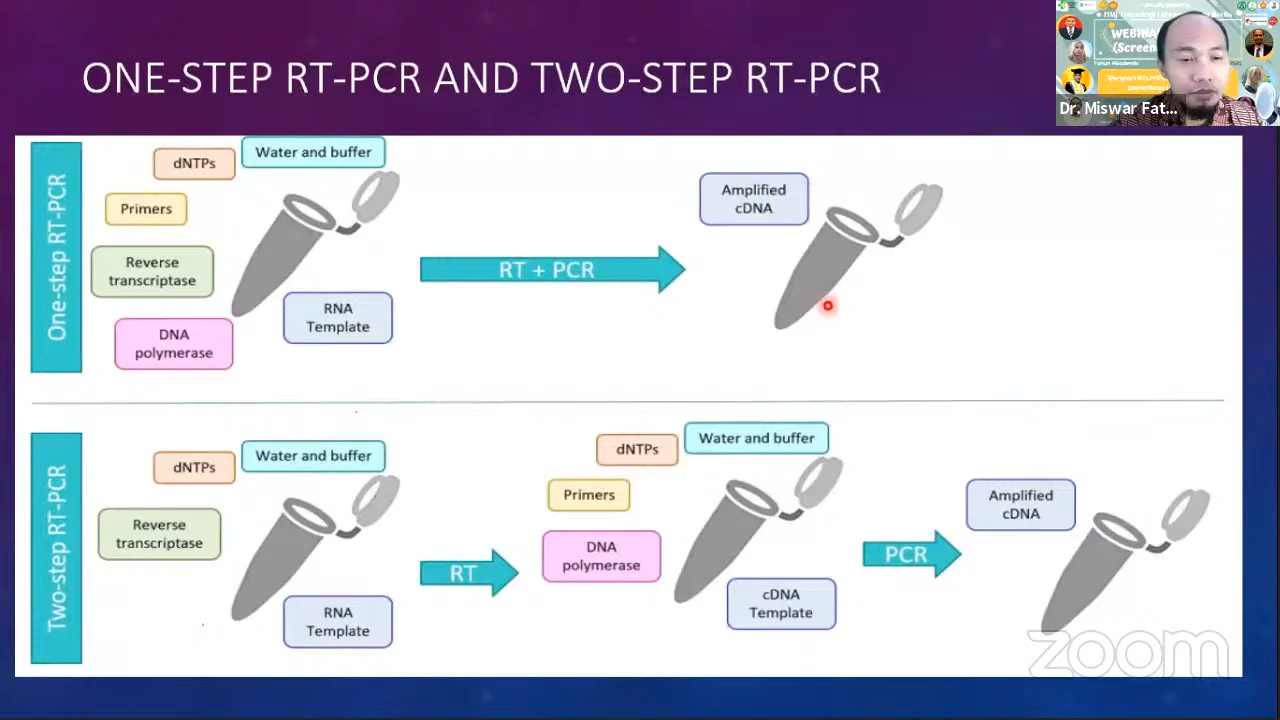 ONE-STEP RT-PCR AND TWO-STEP RT-PCR
WEBINA
(Screen
Dr. Miswar Fat...
One-step RT-PCR
dNTPs
Water and buffer
Primers
Reverse
transcriptase
DNA
polymerase
RNA
Template
RT + PCR
Amplified
cDNA
Two-step RT-PCR
dNTPs
Water and buffer
Reverse
transcriptase
RNA
Template
RT
dNTPs
Water and buffer
Primers
DNA
polymerase
cDNA
Template
PCR
Amplified
cDNA
zoom